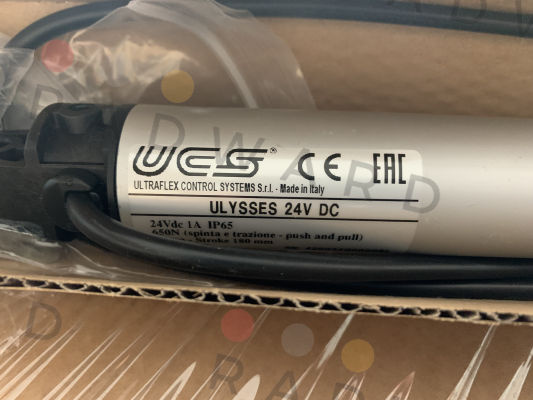 UCS® CE EAC
ULTRAFLEX CONTROL SYSTEMS S.r.l. - Made in Italy
ULYSSES 24V DC
24Vdc 1A IP65
650N (spinta e trazione - push and pull)
- Stroke 180 mm